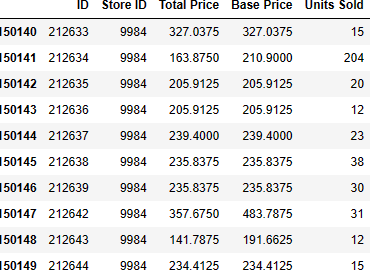 ID Store ID Total Price Base Price Units Sold
150140 212633 9984 327.0375 327.0375 15
150141 212634 9984 163.8750 210.9000 204
150142 212635 9984 205.9125 205.9125 20
150143 212636 9984 205.9125 205.9125 12
150144 212637 9984 239.4000 239.4000 23
150145 212638 9984 235.8375 235.8375 38
150146 212639 9984 235.8375 235.8375 30
150147 212642 9984 357.6750 483.7875 31
150148 212643 9984 141.7875 191.6625 12
150149 212644 9984 234.4125 234.4125 15